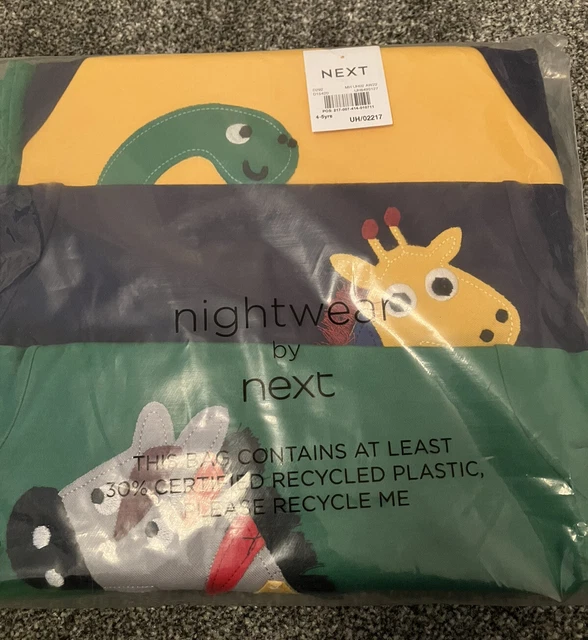 NEXT
4-5yrs
UH/02217
nightwear
by
next
THIS BAG CONTAINS AT LEAST
30% CERTIFIED RECYCLED PLASTIC,
PLEASE RECYCLE ME